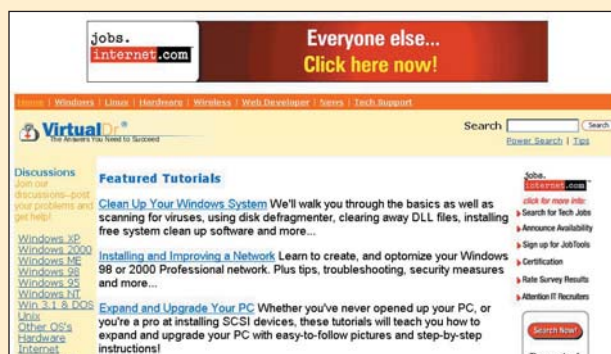 jobs.
internet.com
Everyone else...
Click here now!
Home | Windows | Linux | Hardware | Wireless | Web Developer | News | Tech Support
VirtualDr®
The Answers You Need to Succeed
Search
Search
Power Search | Tips
Discussions
Join our
discussions--post
your problems and
get help!
Windows XP
Windows 2000
Windows ME
Windows 98
Windows 95
Windows NT
Win 3.1 & DOS
Unix
Other OS's
Hardware
Internet
Featured Tutorials
Clean Up Your Windows System We'll walk you through the basics as well as
scanning for viruses, using disk defragmenter, clearing away DLL files, installing
free system clean up software and more...
Installing and Improving a Network Learn to create, and optomize your Windows
98 or 2000 Professional network. Plus tips, troubleshooting, security measures
and more...
Expand and Upgrade Your PC Whether you've never opened up your PC, or
you're a pro at installing SCSI devices, these tutorials will teach you how to
expand and upgrade your PC with easy-to-follow pictures and step-by-step
instructions!
jobs.
internet.com
click for more info:
Search for Tech Jobs
Announce Availability
Sign up for JobTools
Certification
Rate Survey Results
Attention IT Recruiters
Search Now!